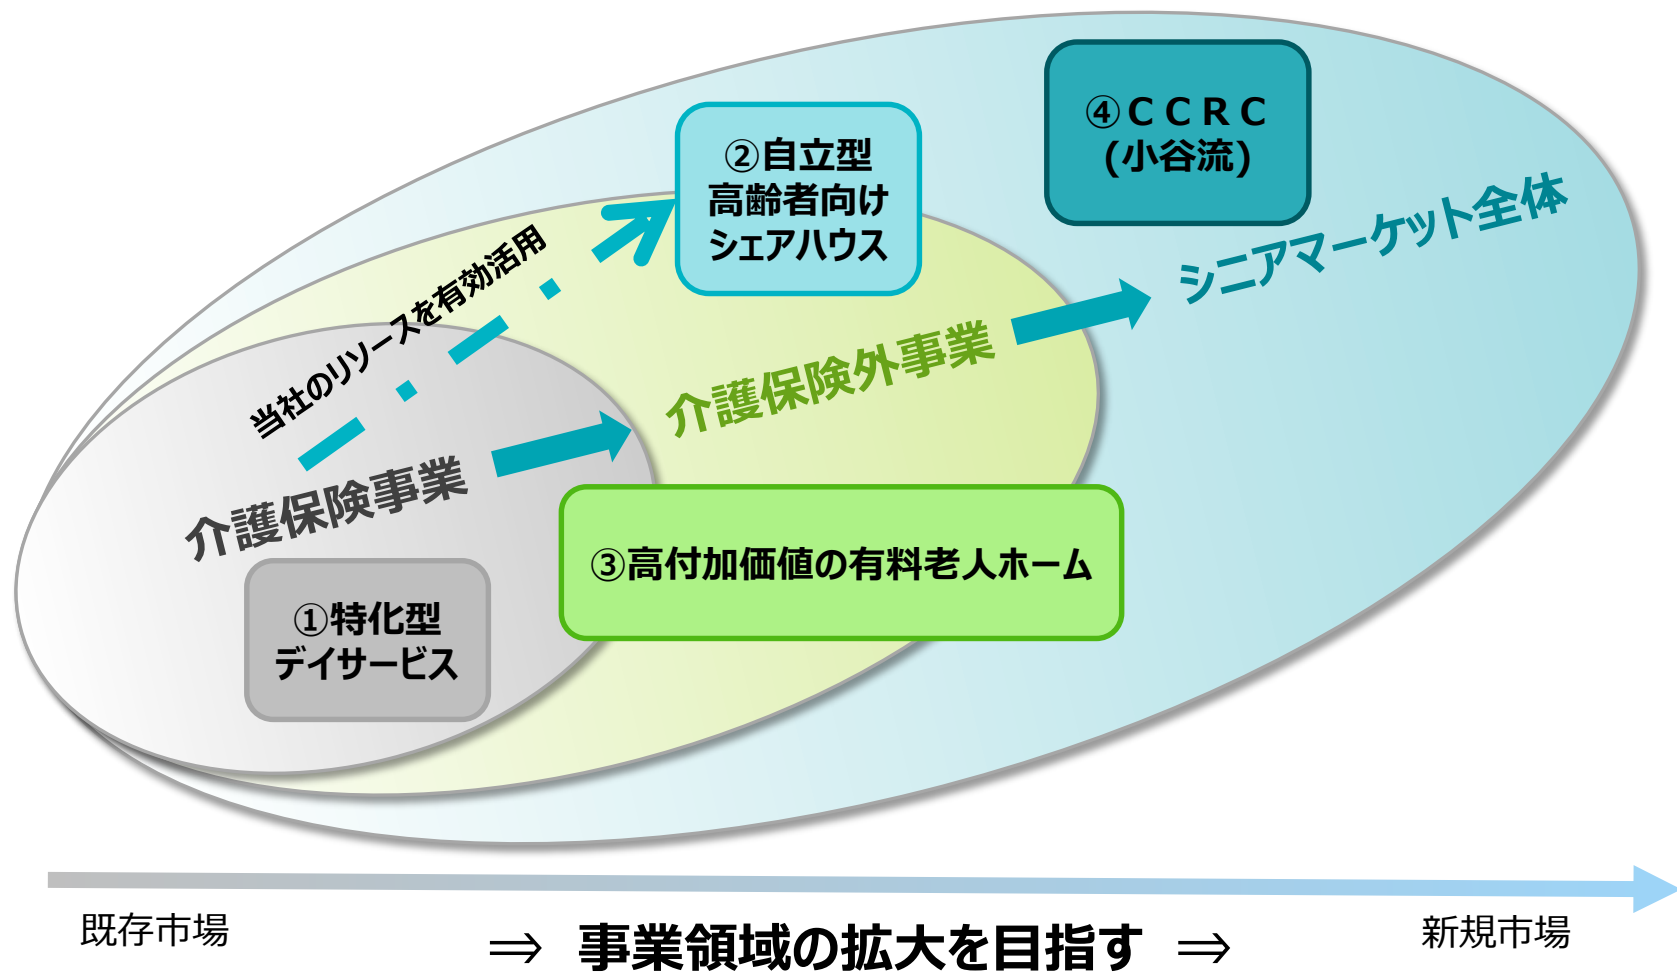 ④ＣＣＲＣ
(小谷流)
②自立型
高齢者向け
シェアハウス
シニアマーケット全体
当社のリソースを有効活用
介護保険外事業
介護保険事業
③高付加価値の有料老人ホーム
①特化型
デイサービス
既存市場
⇒ 事業領域の拡大を目指す ⇒
新規市場